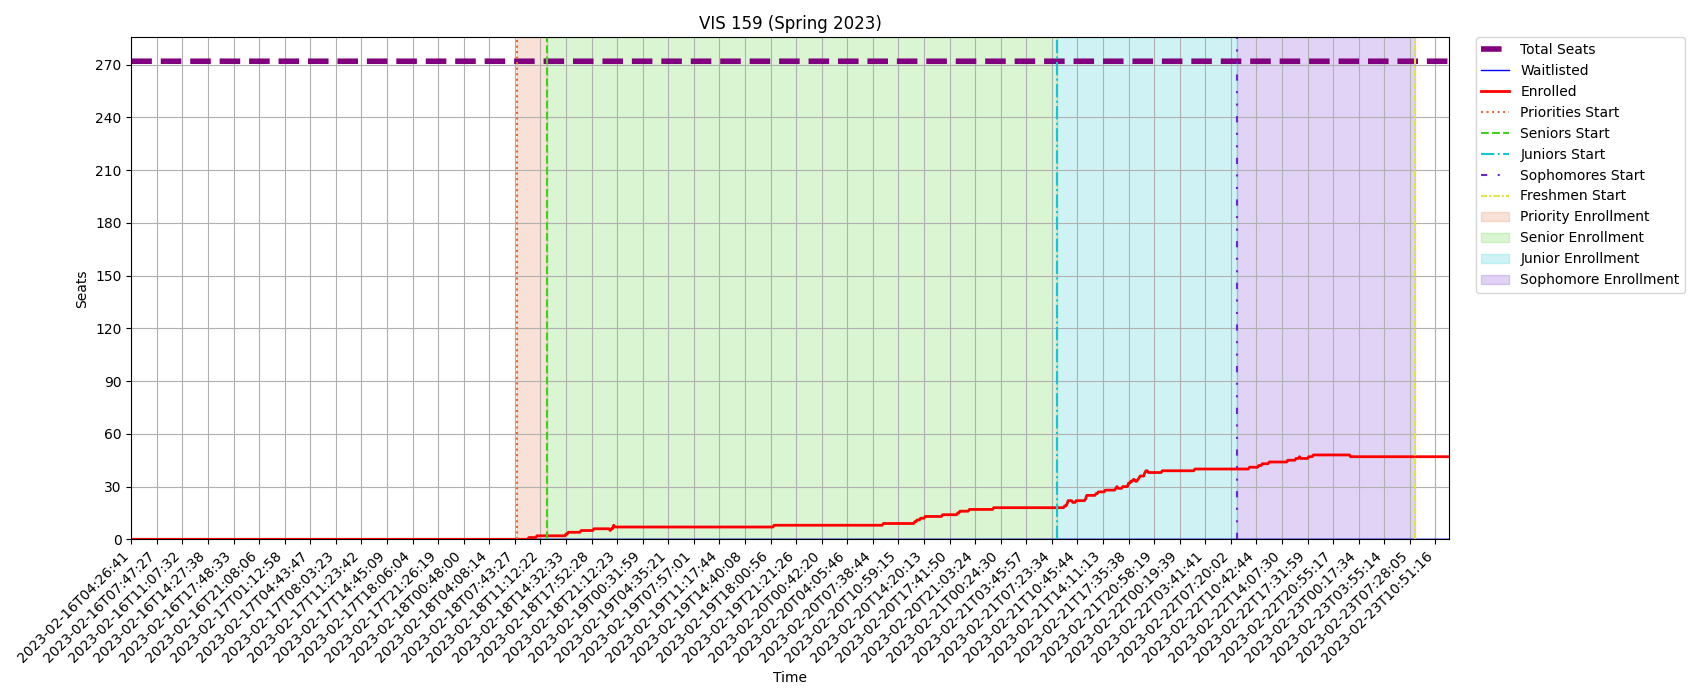 VIS 159 (Spring 2023)
Seats
270
240
210
180
150
120
90
60
30
0
2023-02-16T04:26:41
2023-02-16T07:47:27
2023-02-16T11:07:32
2023-02-16T14:27:38
2023-02-16T17:48:33
2023-02-16T21:08:06
2023-02-17T01:12:58
2023-02-17T04:43:47
2023-02-17T08:03:23
2023-02-17T11:23:42
2023-02-17T14:45:09
2023-02-17T18:06:04
2023-02-17T21:26:19
2023-02-18T00:48:00
2023-02-18T04:08:14
2023-02-18T07:43:27
2023-02-18T11:12:22
2023-02-18T14:32:33
2023-02-18T17:52:28
2023-02-18T21:12:23
2023-02-19T00:31:59
2023-02-19T04:35:21
2023-02-19T07:57:01
2023-02-19T11:17:44
2023-02-19T14:40:08
2023-02-19T18:00:56
2023-02-19T21:21:26
2023-02-20T00:42:20
2023-02-20T04:05:46
2023-02-20T07:38:44
2023-02-20T10:59:15
2023-02-20T14:20:13
2023-02-20T17:41:50
2023-02-20T21:03:24
2023-02-21T00:24:30
2023-02-21T03:45:57
2023-02-21T07:23:34
2023-02-21T10:45:44
2023-02-21T14:11:13
2023-02-21T17:35:38
2023-02-21T20:58:19
2023-02-22T00:19:39
2023-02-22T03:41:41
2023-02-22T07:20:02
2023-02-22T10:42:44
2023-02-22T14:07:30
2023-02-22T17:31:59
2023-02-22T20:55:17
2023-02-23T00:17:34
2023-02-23T03:55:14
2023-02-23T07:28:05
2023-02-23T10:51:16
Time
Total Seats
Waitlisted
Enrolled
Priorities Start
Seniors Start
Juniors Start
Sophomores Start
Freshmen Start
Priority Enrollment
Senior Enrollment
Junior Enrollment
Sophomore Enrollment